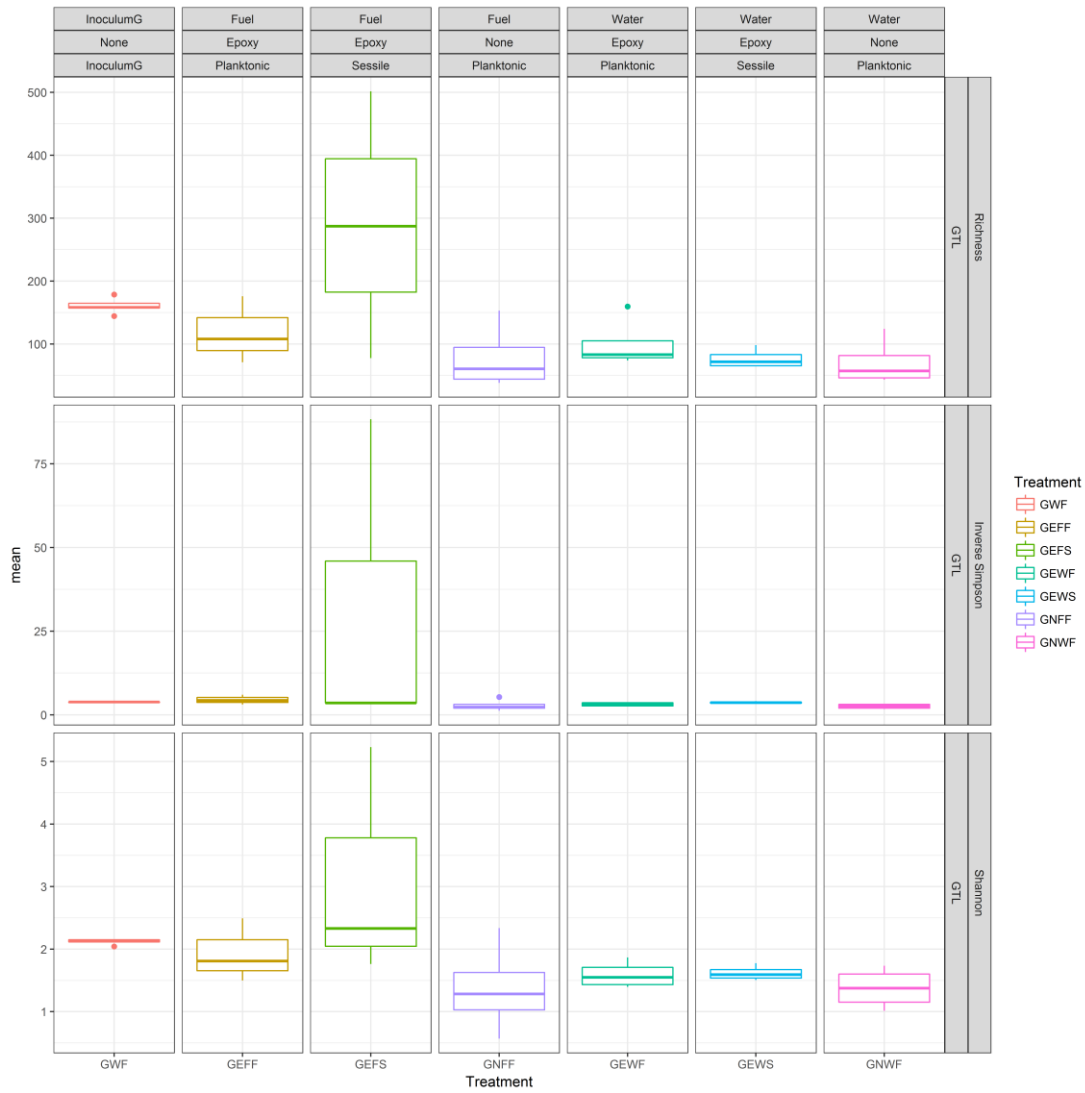 InoculumG Fuel Fuel Fuel Water Water Water
None Epoxy Epoxy None Epoxy Epoxy None
InoculumG Planktonic Sessile Planktonic Planktonic Sessile Planktonic
500
400
300
200
100
GTL
Richness
75
50
25
0
GTL
Inverse Simpson
5
4
3
2
1
GTL
Shannon
mean
GWF GEFF GEFS GNFF GEWF GEWS GNWF
Treatment
Treatment
GWF
GEFF
GEFS
GEWF
GEWS
GNFF
GNWF